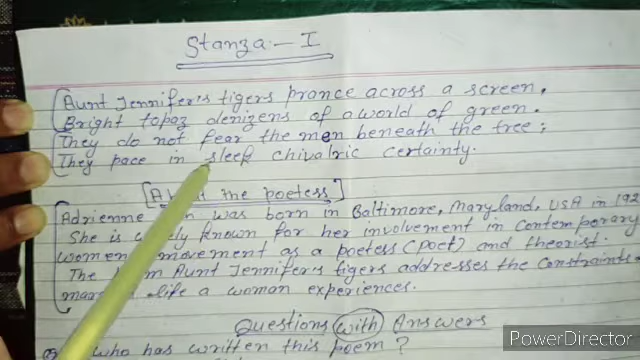 Stanza - I
Aunt Jennifer's tigers prance across a screen,
Bright topaz denizens of a world of green.
They do not fear the men beneath the tree;
They pace in sleek chivalric certainty.
the poetess
Adrienne was born in Baltimore, Maryland, USA in 192
She is known for her involvement in contemporary
women movement as a poetess (poet) and theorist.
The Aunt Jennifer's tigers addresses the constraints
life a woman experiences.
Questions with Answers
who has written this poem?
PowerDirector